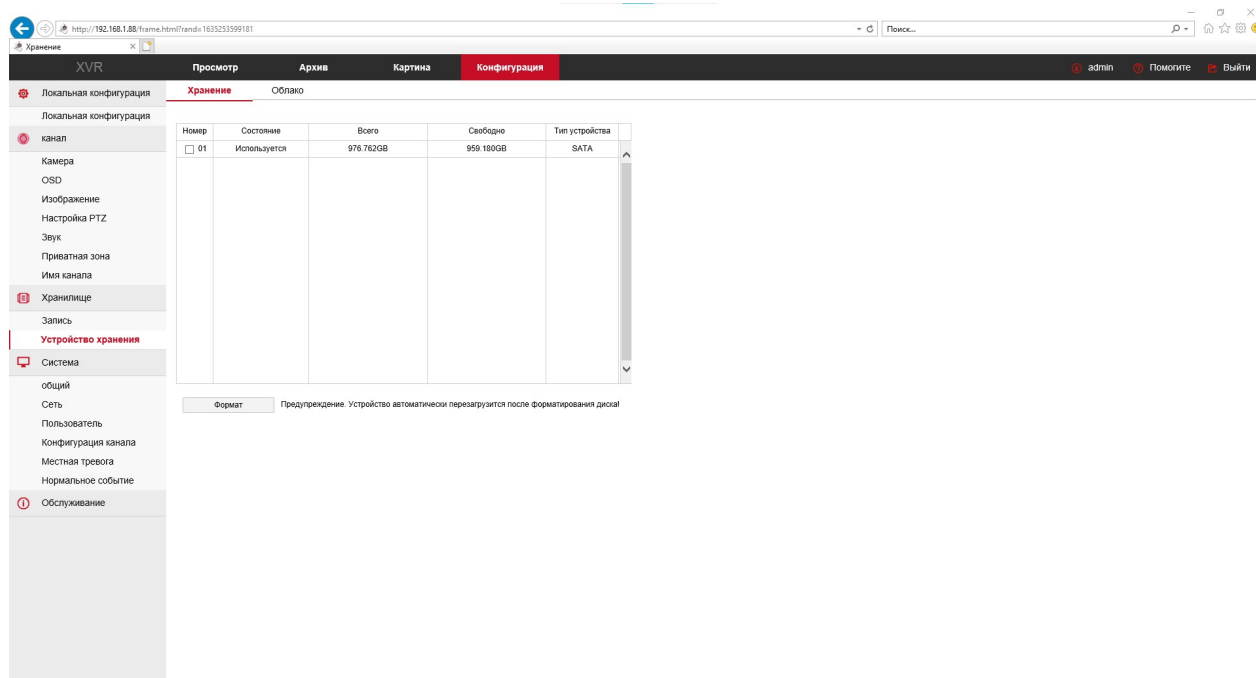 http://192.168.1.88/frame.html?rand=1635253599181
Поиск...
Хранение
XVR
Просмотр
Архив
Картина
Конфигурация
admin
Помогите
Выйти
Локальная конфигурация
Хранение
Облако
Локальная конфигурация
канал
Номер Состояние Всего Свободно Тип устройства
01 Используется 976.762GB 959.180GB SATA
Камера
OSD
Изображение
Настройка PTZ
Звук
Приватная зона
Имя канала
Хранилище
Запись
Устройство хранения
Система
общий
Сеть
Пользователь
Конфигурация канала
Местная тревога
Нормальное событие
Обслуживание
Формат
Предупреждение. Устройство автоматически перезагрузится после форматирования диска!